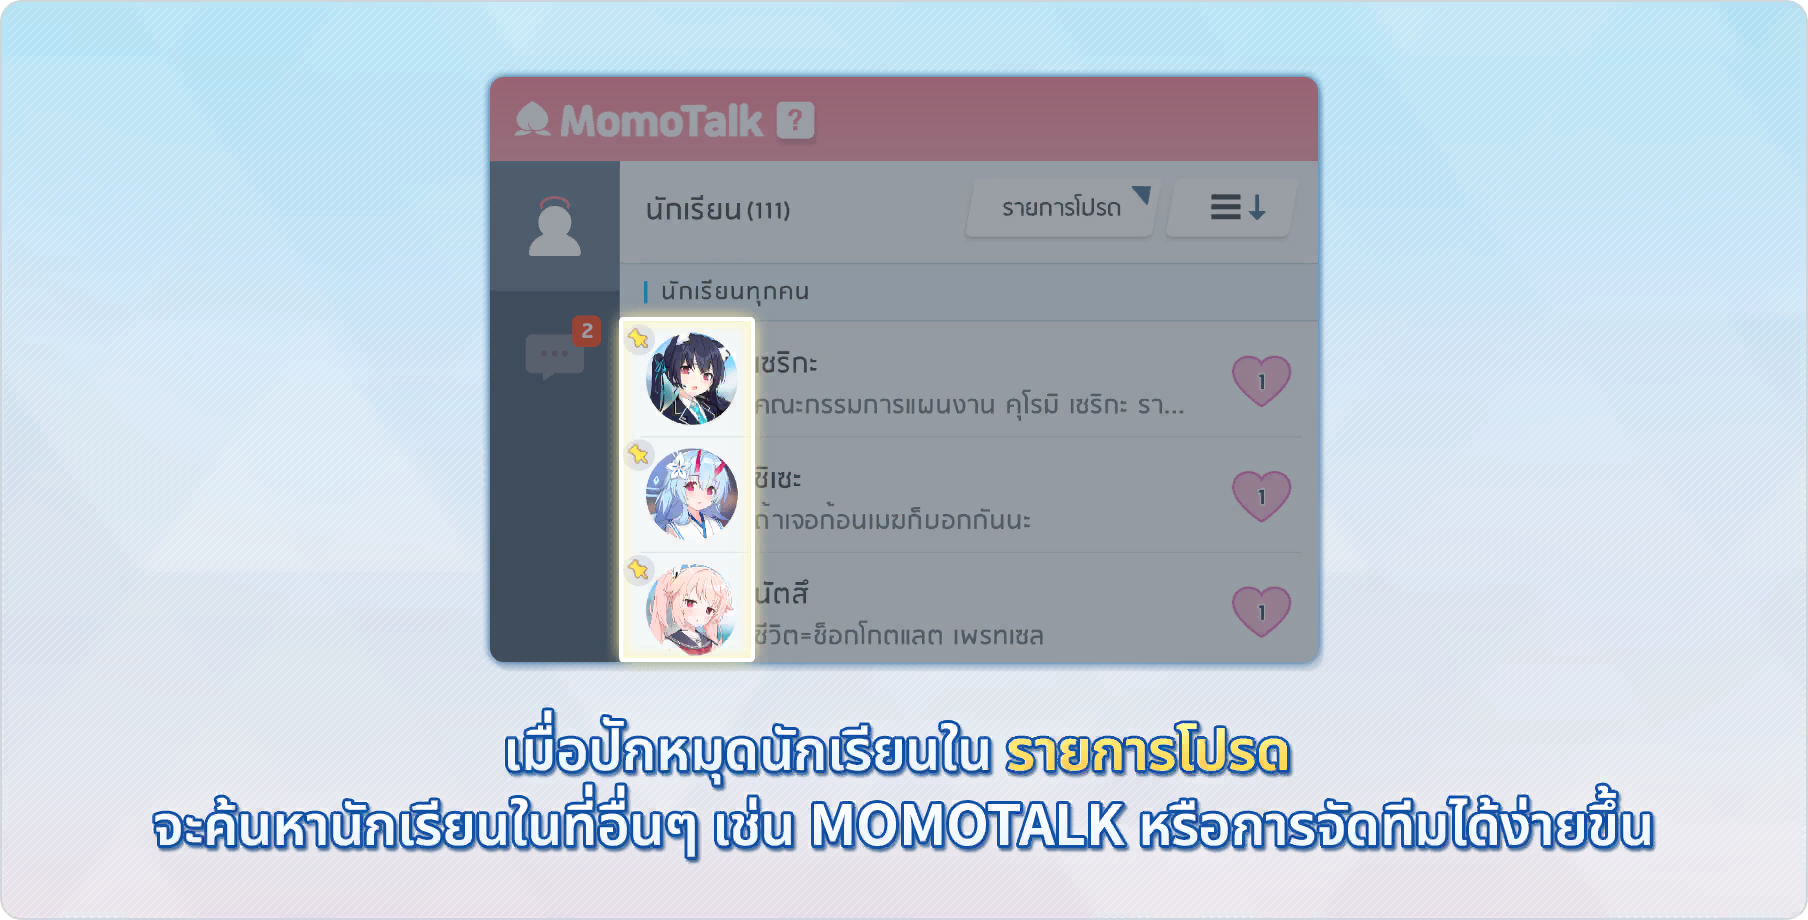 MomoTalk ?
นักเรียน (111)
รายการโปรด
นักเรียนทุกคน
2
เซริกะ
คณะกรรมการแผนงาน คุโรมิ เซริกะ รา...
1
ชิเซะ
ถ้าเจอก้อนเมฆก็บอกกันนะ
1
นัตสึ
ชีวิต=ช็อกโกตแลต เพรทเซล
1
เมื่อปักหมุดนักเรียนใน รายการโปรด
จะค้นหานักเรียนในที่อื่นๆ เช่น MOMOTALK หรือการจัดทีมได้ง่ายขึ้น